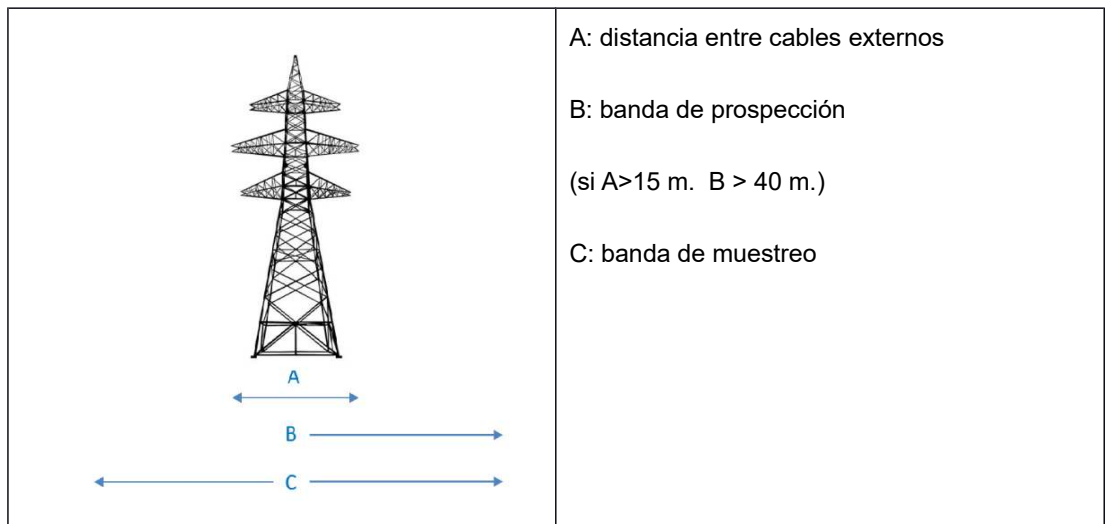 A: distancia entre cables externos
B: banda de prospección
(si A>15 m. B > 40 m.)
C: banda de muestreo
A
B
C